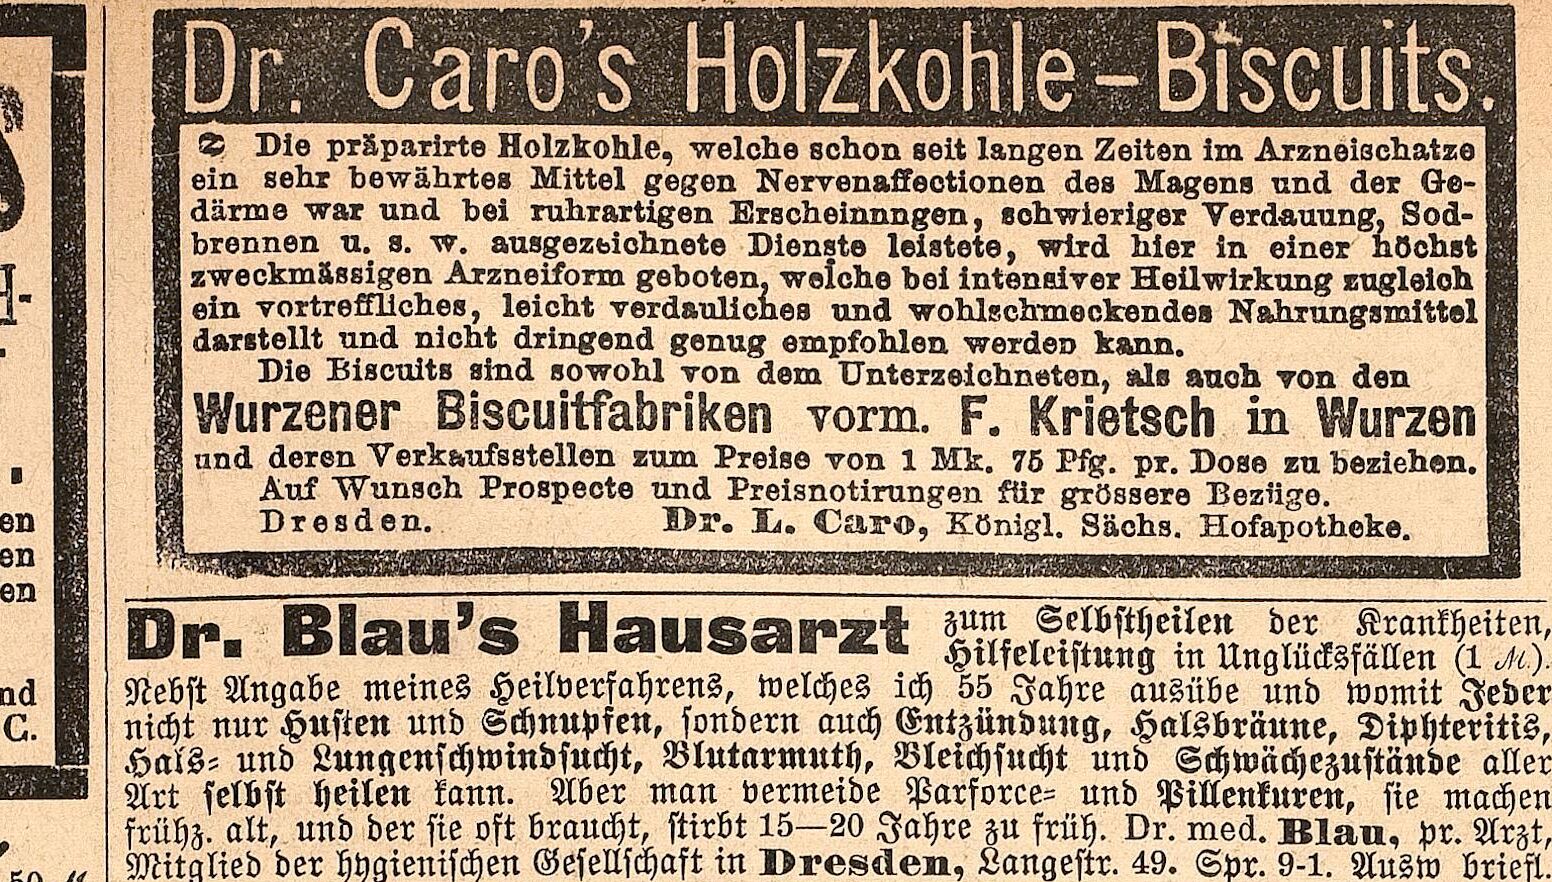 Dr. Caro's Holzkohle-Biscuits.
Z Die präparirte Holzkohle, welche schon seit langen Zeiten im Arzneischatze
ein sehr bewährtes Mittel gegen Nervenaffectionen des Magens und der Ge-
därme war und bei ruhrartigen Erscheinnngen, schwieriger Verdauung, Sod-
brennen u. s. w. ausgezeichnete Dienste leistete, wird hier in einer höchst
zweckmässigen Arzneiform geboten, welche bei intensiver Heilwirkung zugleich
ein vortreffliches, leicht verdauliches und wohlschmeckendes Nahrungsmittel
darstellt und nicht dringend genug empfohlen werden kann.
Die Biscuits sind sowohl von dem Unterzeichneten, als auch von den
Wurzener Biscuitfabriken vorm. F. Krietsch in Wurzen
und deren Verkaufsstellen zum Preise von 1 Mk. 75 Pfg. pr. Dose zu beziehen.
Auf Wunsch Prospecte und Preisnotirungen für grössere Bezüge.
Dresden. Dr. L. Caro, Königl. Sächs. Hofapotheke.
Dr. Blau's Hausarzt zum Selbstheilen der Krankheiten,
Hilfeleistung in Unglücksfällen (1 M.).
Nebst Angabe meines Heilverfahrens, welches ich 55 Jahre ausübe und womit Jeder
nicht nur Husten und Schnupfen, sondern auch Entzündung, Halsbräune, Diphteritis,
Hals- und Lungenschwindsucht, Blutarmuth, Bleichsucht und Schwächezustände aller
Art selbst heilen kann. Aber man vermeide Parforce- und Pillenkuren, sie machen
frühz. alt, und der sie oft braucht, stirbt 15—20 Jahre zu früh. Dr. med. Blau, pr. Arzt,
Mitglied der hygienischen Gesellschaft in Dresden, Langestr. 49. Spr. 9-1. Ausw briefl.
H-
en
en
en
nd
C.
50